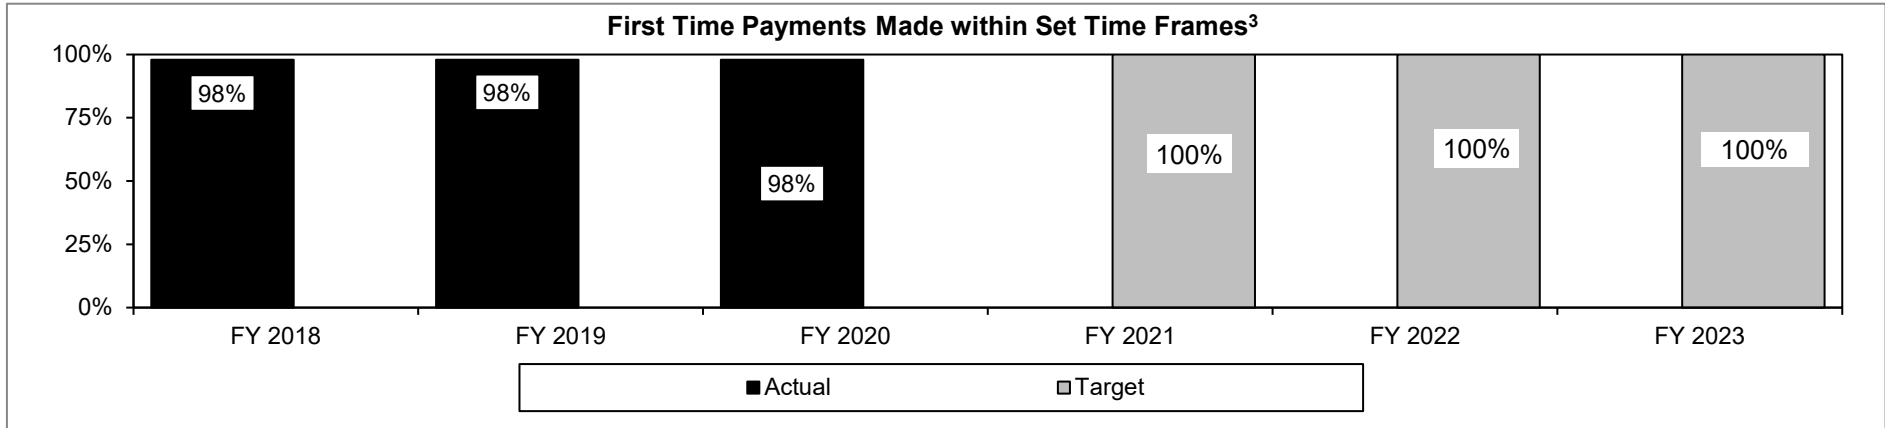 First Time Payments Made within Set Time Frames³
100%
98%
98%
75%
100%
100%
100%
50%
98%
25%
0%
FY 2018
FY 2019
FY 2020
FY 2021
FY 2022
FY 2023
Actual
Target